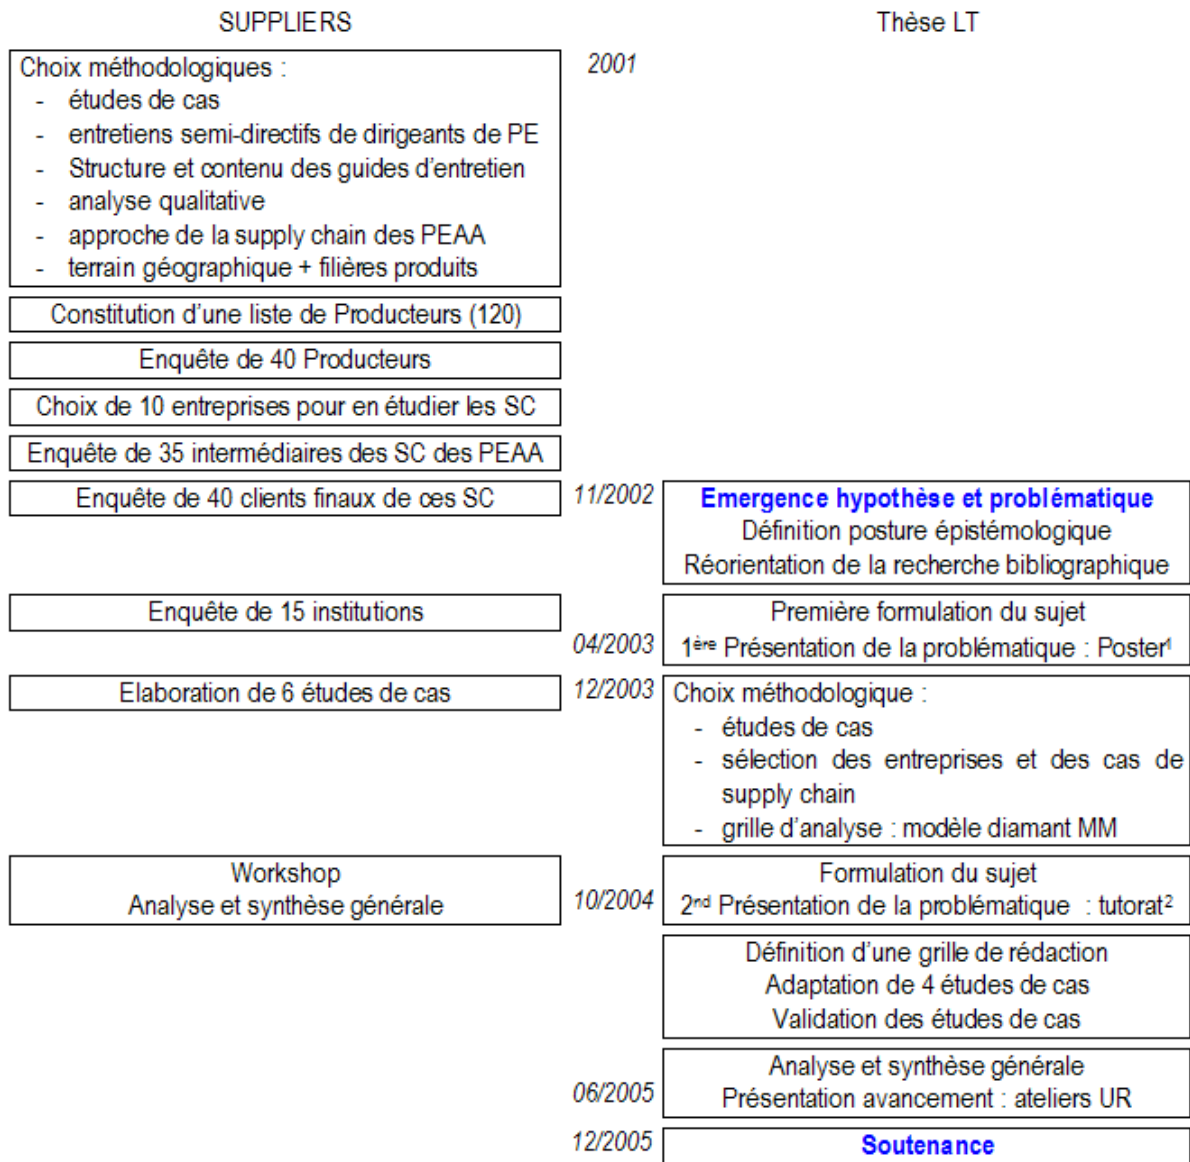 SUPPLIERS
Thèse LT
Choix méthodologiques :
- études de cas
- entretiens semi-directifs de dirigeants de PE
- Structure et contenu des guides d'entretien
- analyse qualitative
- approche de la supply chain des PEAA
- terrain géographique + filières produits
2001
Constitution d'une liste de Producteurs (120)
Enquête de 40 Producteurs
Choix de 10 entreprises pour en étudier les SC
Enquête de 35 intermédiaires des SC des PEAA
Enquête de 40 clients finaux de ces SC
11/2002
Emergence hypothèse et problématique
Définition posture épistémologique
Réorientation de la recherche bibliographique
Enquête de 15 institutions
Première formulation du sujet
04/2003
1ère Présentation de la problématique : Poster¹
Elaboration de 6 études de cas
12/2003
Choix méthodologique :
- études de cas
- sélection des entreprises et des cas de
supply chain
- grille d'analyse : modèle diamant MM
Workshop
Analyse et synthèse générale
10/2004
Formulation du sujet
2nd Présentation de la problématique : tutorat²
Définition d'une grille de rédaction
Adaptation de 4 études de cas
Validation des études de cas
Analyse et synthèse générale
06/2005
Présentation avancement : ateliers UR
12/2005
Soutenance